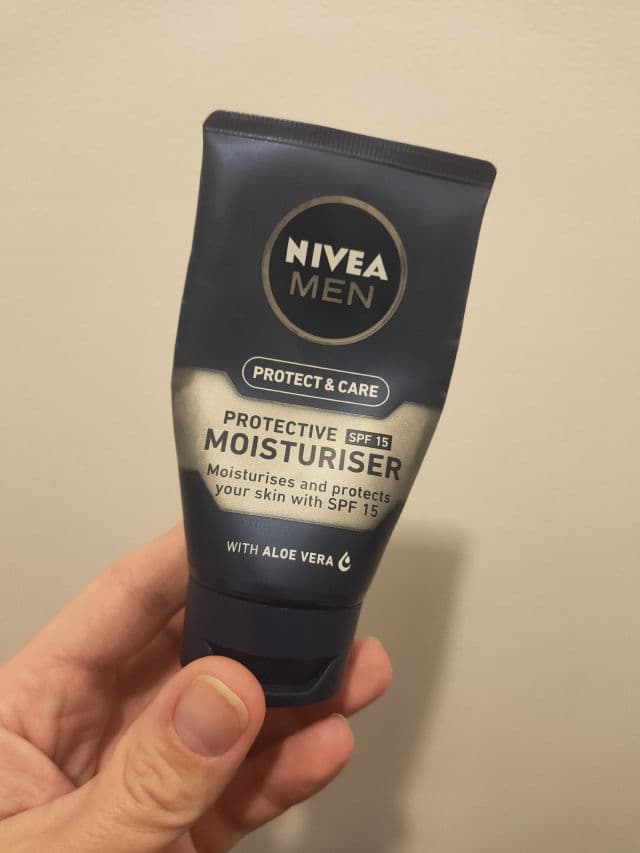 NIVEA
MEN
PROTECT & CARE
PROTECTIVE SPF 15
MOISTURISER
Moisturises and protects
your skin with SPF 15
WITH ALOE VERA